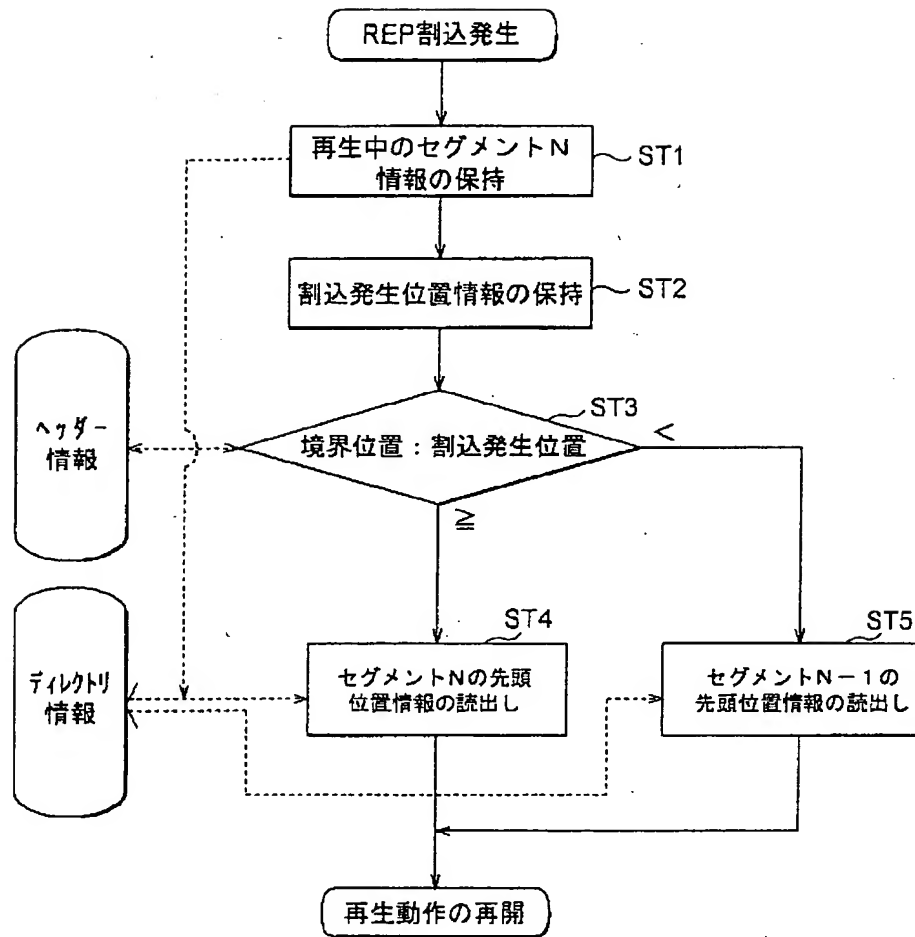 REP割込発生
再生中のセグメントN
情報の保持
ST1
割込発生位置情報の保持
ST2
ヘッダー
情報
境界位置:割込発生位置
ST3
<
≧
ディレクトリ
情報
ST4
セグメントNの先頭
位置情報の読出し
ST5
セグメントN-1の
先頭位置情報の読出し
再生動作の再開